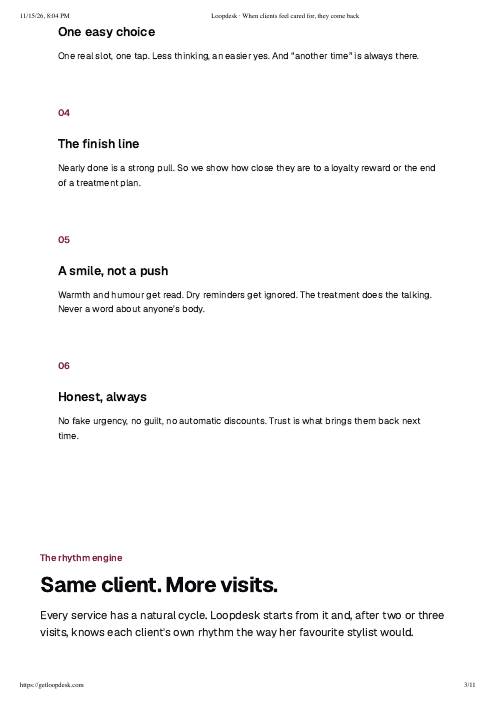 11/15/26, 8:04 PM
Loopdesk · When clients feel cared for, they come back
One easy choice
One real slot, one tap. Less thinking, an easier yes. And "another time" is always there.
04
The finish line
Nearly done is a strong pull. So we show how close they are to a loyalty reward or the end
of a treatment plan.
05
A smile, not a push
Warmth and humour get read. Dry reminders get ignored. The treatment does the talking.
Never a word about anyone's body.
06
Honest, always
No fake urgency, no guilt, no automatic discounts. Trust is what brings them back next
time.
The rhythm engine
Same client. More visits.
Every service has a natural cycle. Loopdesk starts from it and, after two or three
visits, knows each client's own rhythm the way her favourite stylist would.
https://getloopdesk.com
3/11